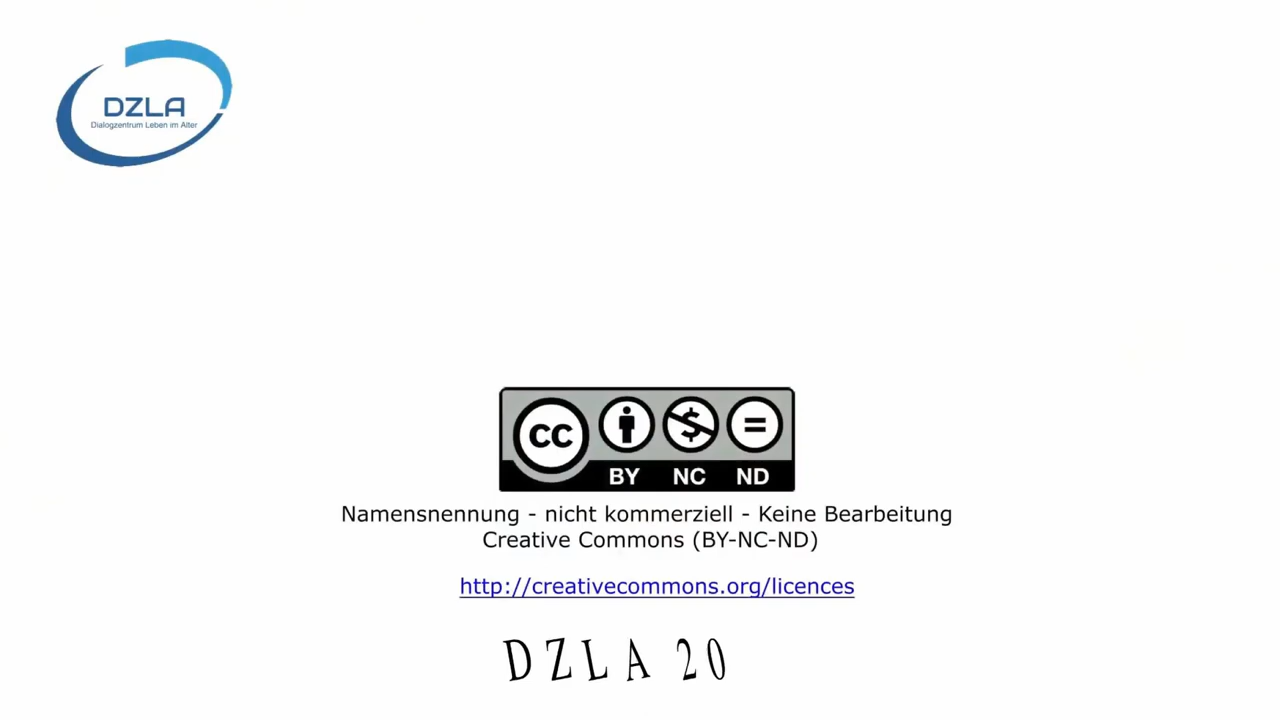 DZLA
Dialogzentrum Leben im Alter
cc
BY NC ND
Namensnennung - nicht kommerziell - Keine Bearbeitung
Creative Commons (BY-NC-ND)
http://creativecommons.org/licences
DZLA 20